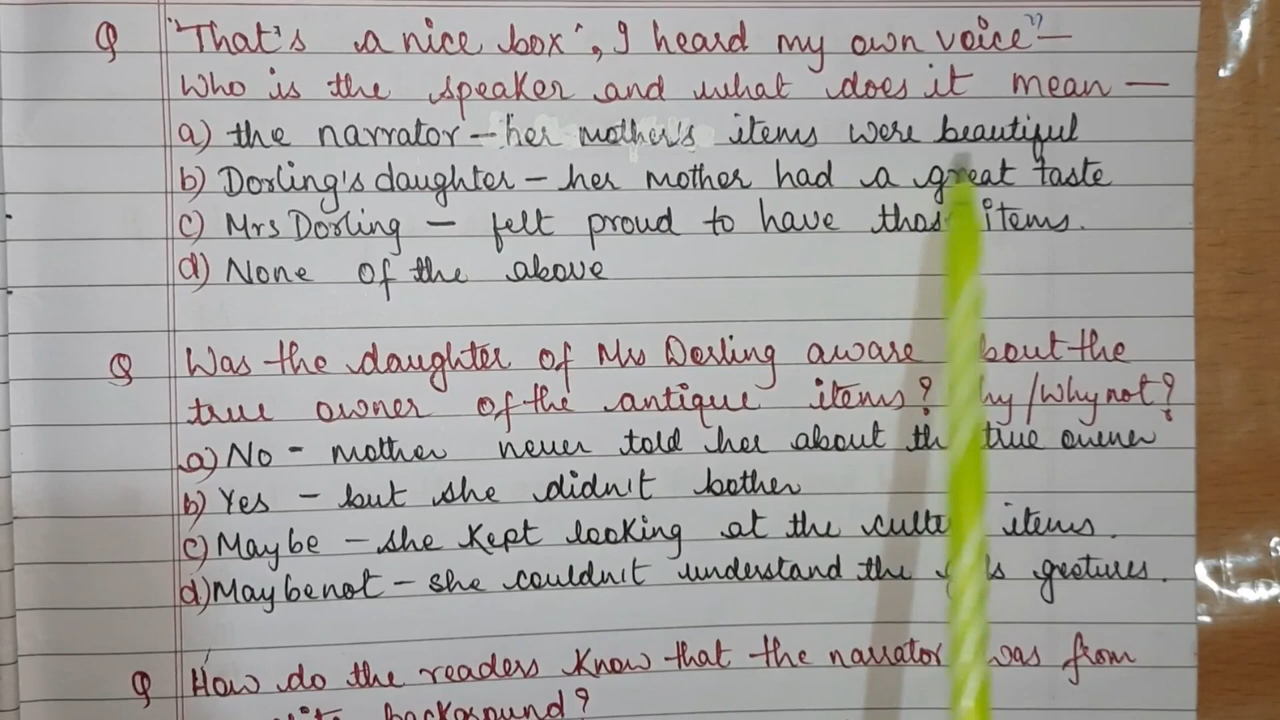 Q "That's a nice box", I heard my own voice" —
Who is the speaker and what does it mean —
a) the narrator — her mother's items were beautiful
b) Dorling's daughter — her mother had a great taste
c) Mrs Dorling — felt proud to have items.
d) None of the above
Q Was the daughter of Mrs Dorling aware bout the
true owner of the antique items? hy/Why not?
a) No - mother never told her about th true owner
b) Yes - but she didn't bother
c) Maybe - she kept looking at the items.
d) Maybe not - she couldn't understand the gestures.
Q How do the readers know that the narrator was from
background?